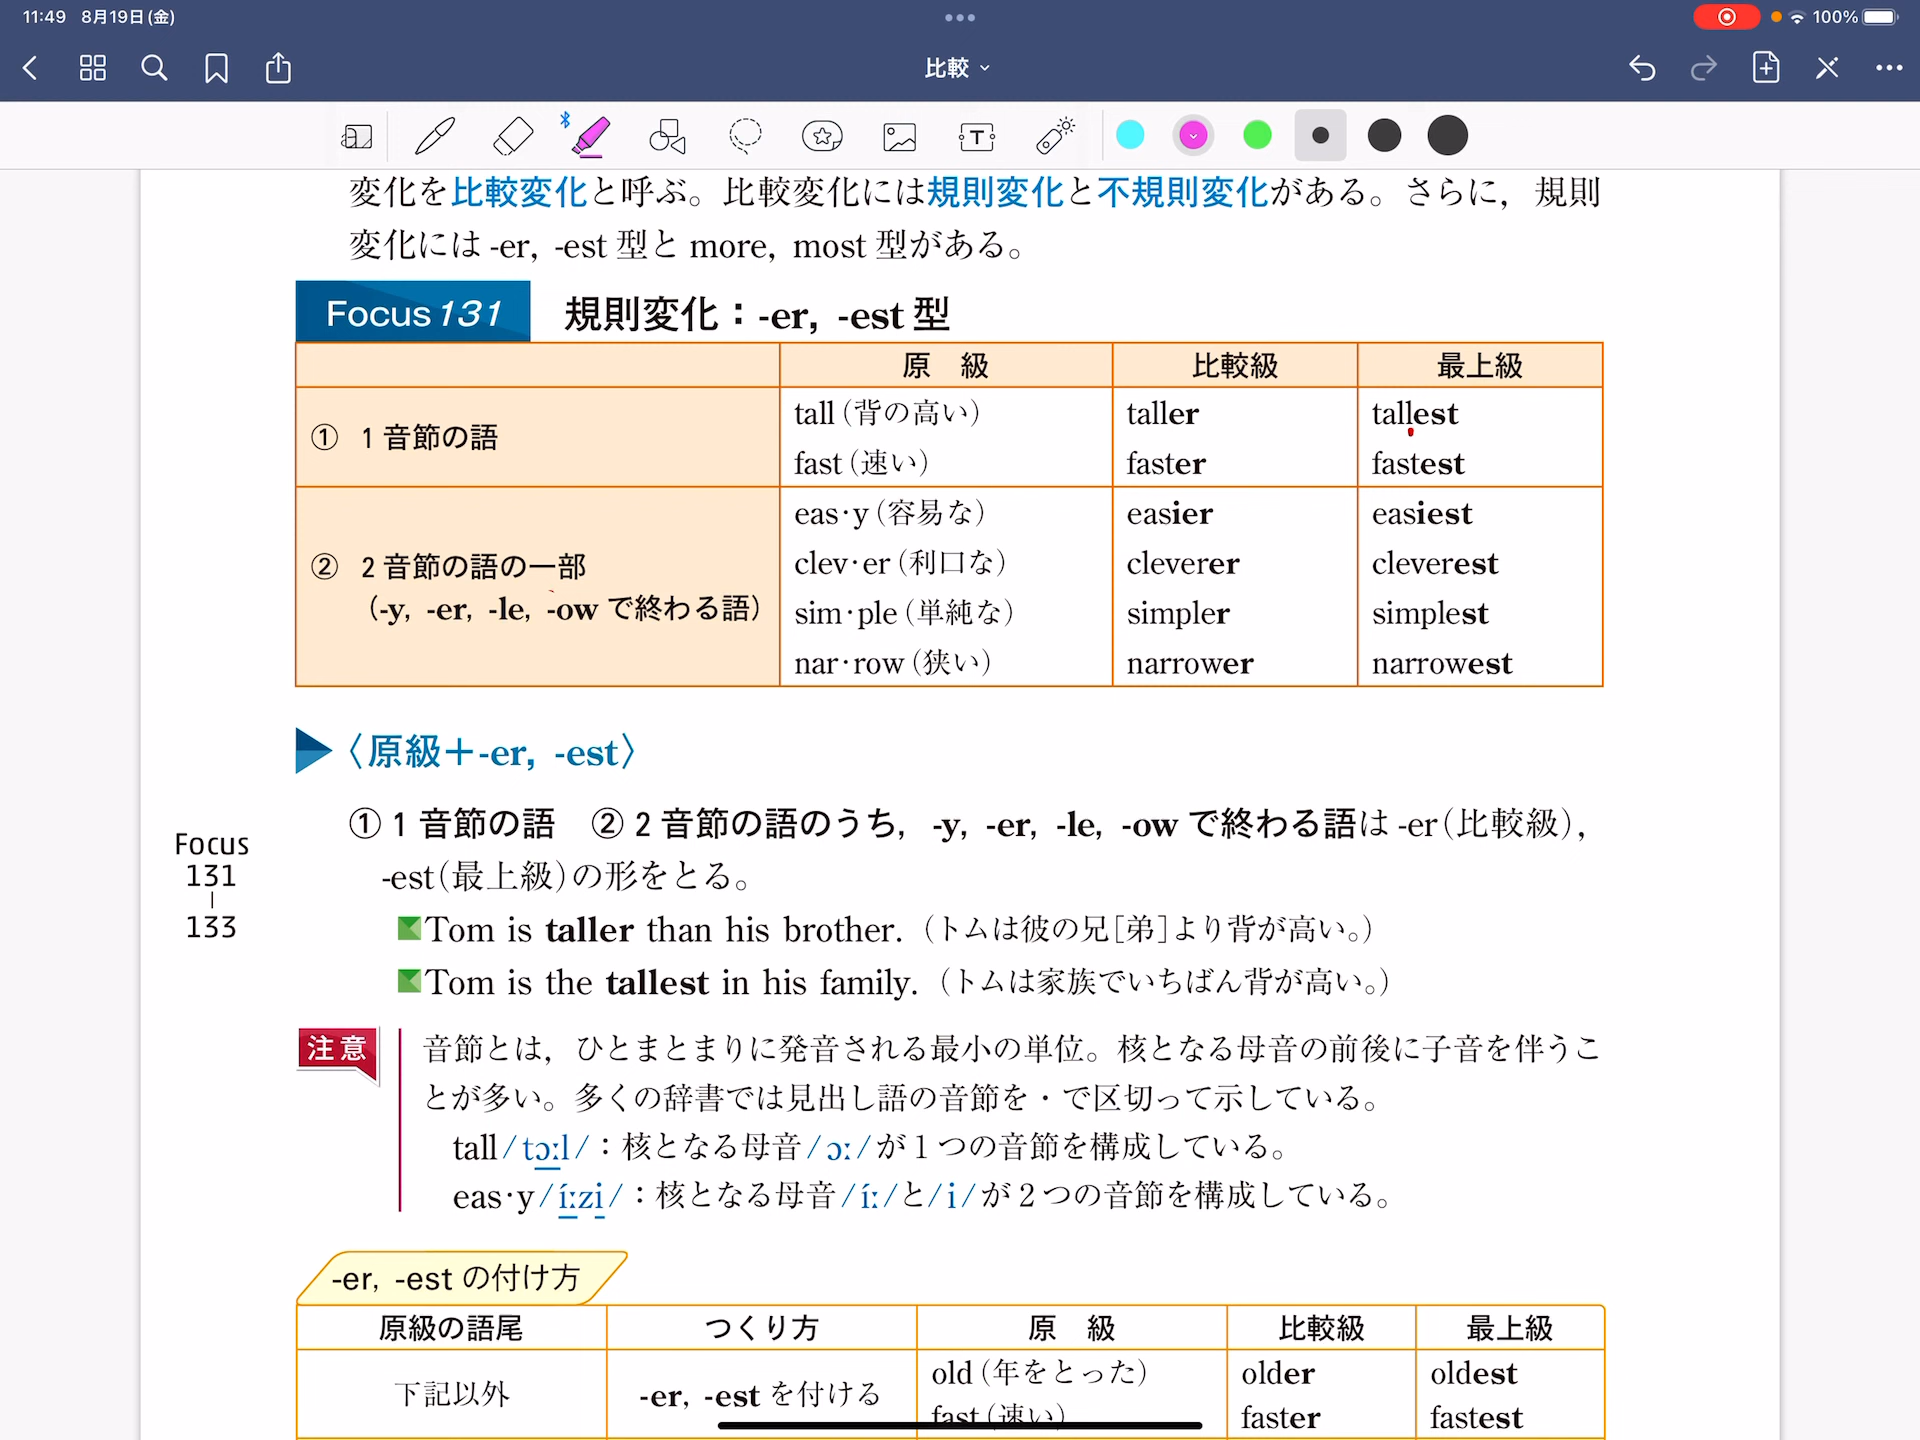 11:49 8月19日(金)
100%
比較
変化を比較変化と呼ぶ。比較変化には規則変化と不規則変化がある。さらに，規則
変化には -er, -est 型と more, most 型がある。
Focus 131 規則変化：-er, -est 型
原 級 比較級 最上級
① 1 音節の語
tall（背の高い） taller tallest
fast（速い） faster fastest
② 2 音節の語の一部
（-y, -er, -le, -ow で終わる語）
eas·y（容易な） easier easiest
clev·er（利口な） cleverer cleverest
sim·ple（単純な） simpler simplest
nar·row（狭い） narrower narrowest
〈原級＋-er, -est〉
Focus
131
133
① 1 音節の語 ② 2 音節の語のうち，-y, -er, -le, -ow で終わる語は -er（比較級），
-est（最上級）の形をとる。
Tom is taller than his brother.（トムは彼の兄［弟］より背が高い。）
Tom is the tallest in his family.（トムは家族でいちばん背が高い。）
注意
音節とは，ひとまとまりに発音される最小の単位。核となる母音の前後に子音を伴うこ
とが多い。多くの辞書では見出し語の音節を・で区切って示している。
tall /tɔːl/：核となる母音 /ɔː/ が 1 つの音節を構成している。
eas·y /íːzi/：核となる母音 /íː/ と /i/ が 2 つの音節を構成している。
-er, -est の付け方
原級の語尾 つくり方 原 級 比較級 最上級
下記以外 -er, -est を付ける
old（年をとった） older oldest
fast（速い） faster fastest